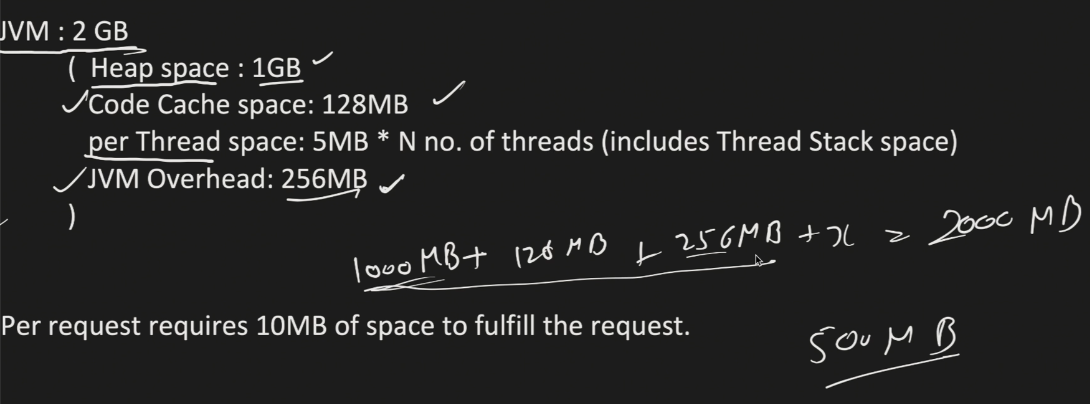 JVM : 2 GB
( Heap space : 1GB
Code Cache space: 128MB
per Thread space: 5MB * N no. of threads (includes Thread Stack space)
JVM Overhead: 256MB
)
1000 MB + 128 MB + 256MB + x = 2000 MB
Per request requires 10MB of space to fulfill the request.
500 MB